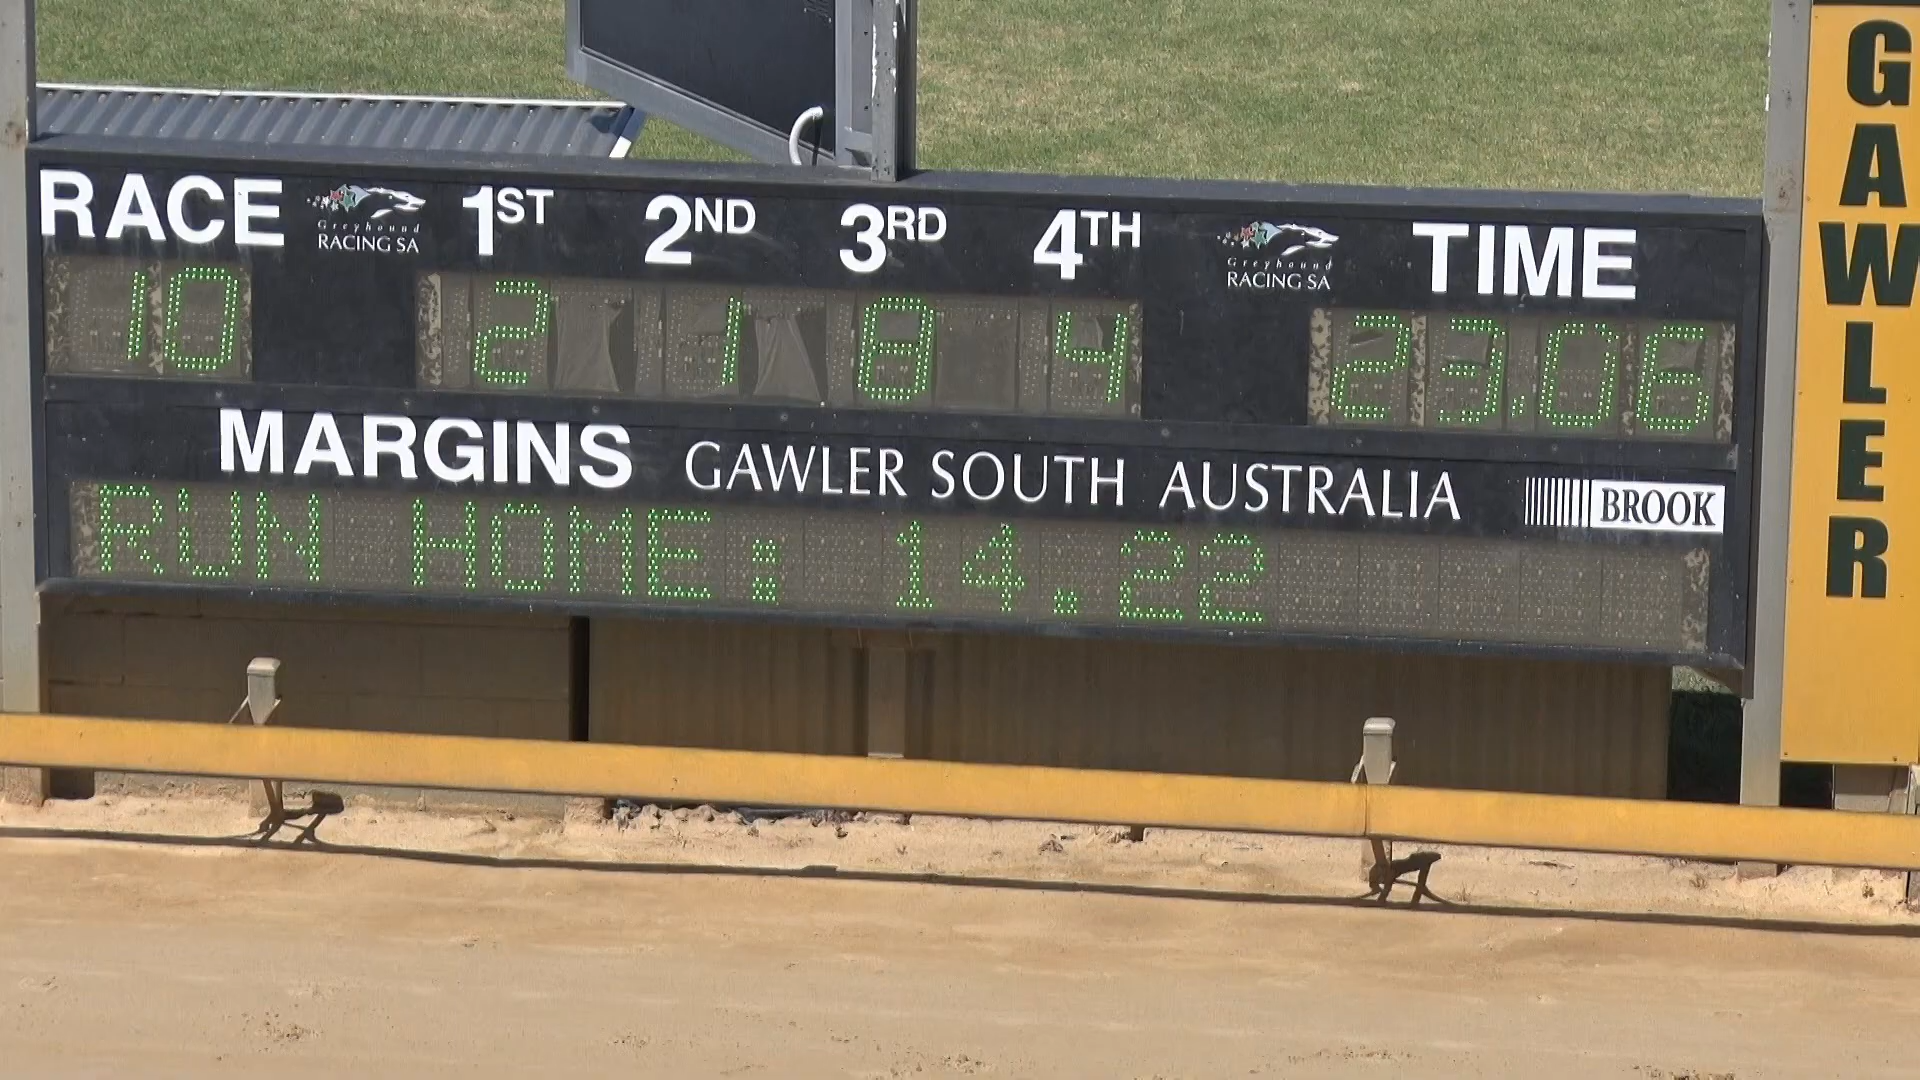 RACE 1ST 2ND 3RD 4TH TIME
Greyhound RACING SA
Greyhound RACING SA
10 2 1 8 4 23.06
MARGINS GAWLER SOUTH AUSTRALIA BROOK
RUN HOME: 14.22
GAWLER